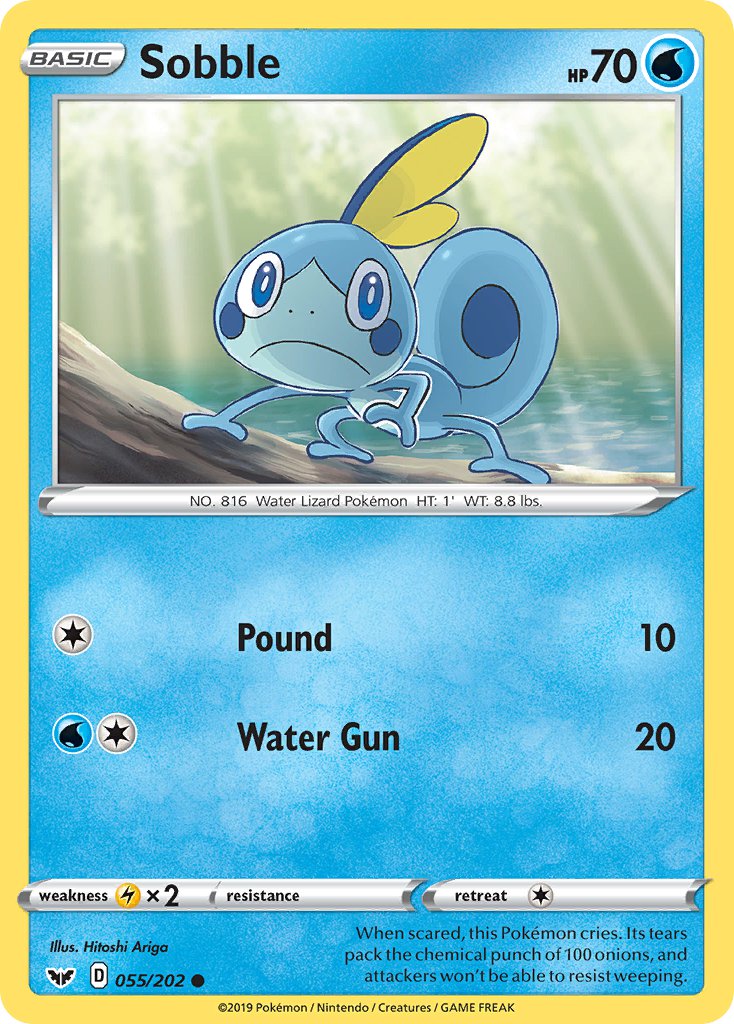 BASIC Sobble HP 70
NO. 816 Water Lizard Pokémon HT: 1' WT: 8.8 lbs.
Pound 10
Water Gun 20
weakness ×2 resistance retreat
Illus. Hitoshi Ariga
When scared, this Pokémon cries. Its tears
pack the chemical punch of 100 onions, and
attackers won't be able to resist weeping.
D 055/202
©2019 Pokémon / Nintendo / Creatures / GAME FREAK